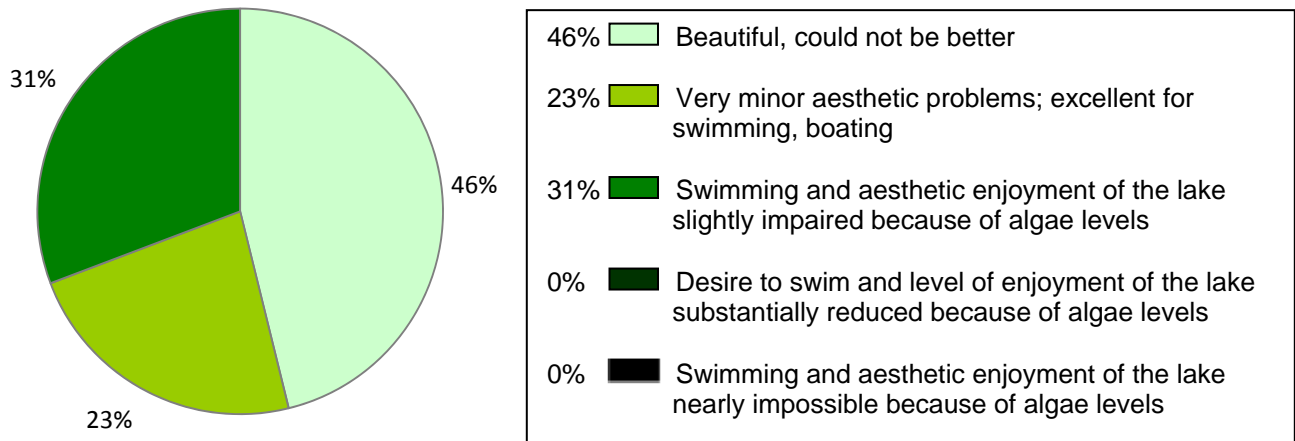 31%
46%
23%
46% Beautiful, could not be better
23% Very minor aesthetic problems; excellent for
swimming, boating
31% Swimming and aesthetic enjoyment of the lake
slightly impaired because of algae levels
0% Desire to swim and level of enjoyment of the lake
substantially reduced because of algae levels
0% Swimming and aesthetic enjoyment of the lake
nearly impossible because of algae levels